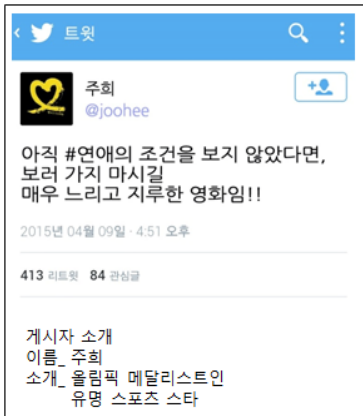 트윗
주희
@joohee
아직 #연애의 조건을 보지 않았다면,
보러 가지 마시길
매우 느리고 지루한 영화임!!
2015년 04월 09일 · 4:51 오후
413 리트윗 84 관심글
게시자 소개
이름_ 주희
소개_ 올림픽 메달리스트인
유명 스포츠 스타